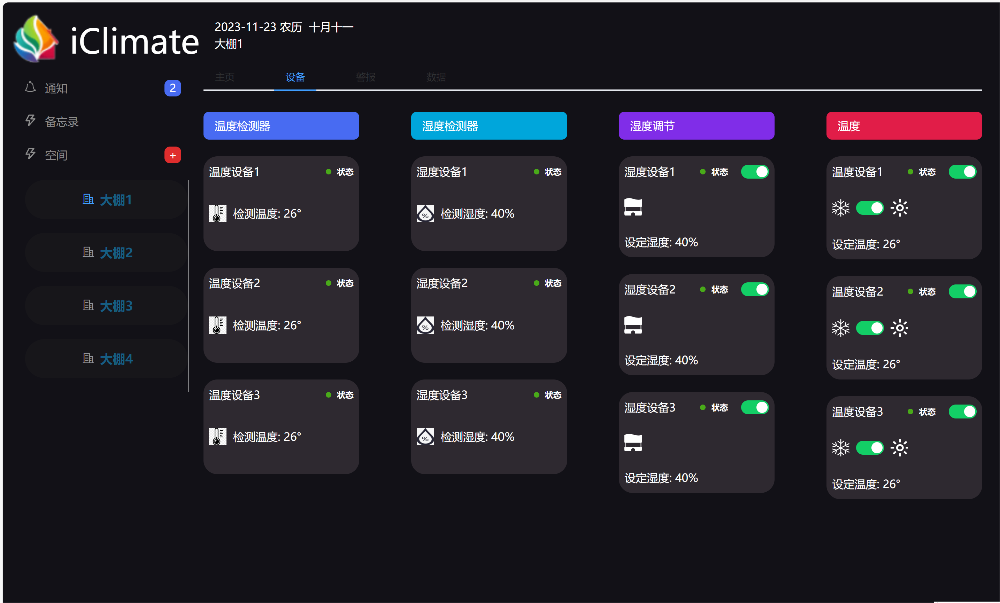 iClimate
2023-11-23 农历 十月十一
大棚1
通知 2
备忘录
空间 +
大棚1
大棚2
大棚3
大棚4
主页 设备 警报 数据
温度检测器
温度设备1 状态
检测温度: 26°
温度设备2 状态
检测温度: 26°
温度设备3 状态
检测温度: 26°
湿度检测器
湿度设备1 状态
% 检测湿度: 40%
湿度设备2 状态
% 检测湿度: 40%
湿度设备3 状态
% 检测湿度: 40%
湿度调节
湿度设备1 状态
设定湿度: 40%
湿度设备2 状态
设定湿度: 40%
湿度设备3 状态
设定湿度: 40%
温度
温度设备1 状态
设定温度: 26°
温度设备2 状态
设定温度: 26°
温度设备3 状态
设定温度: 26°